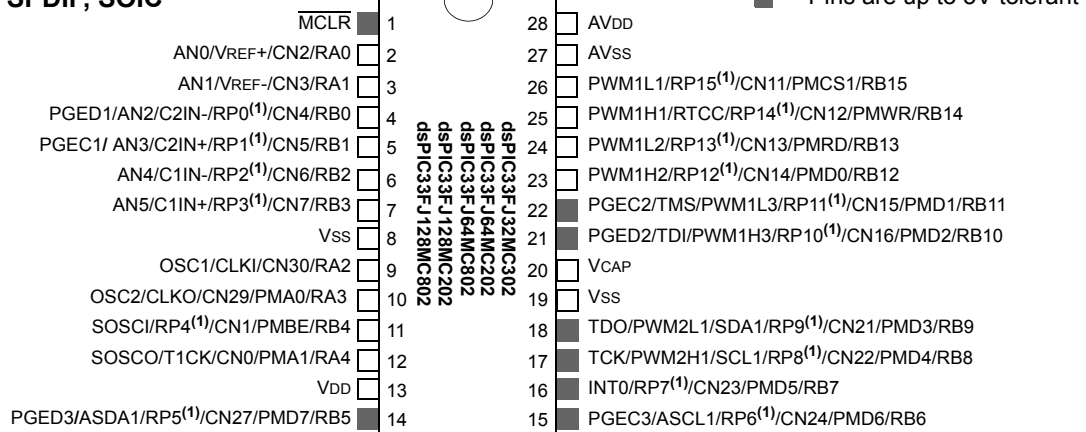 SPDIP, SOIC
Pins are up to 5V tolerant
MCLR 1
AN0/VREF+/CN2/RA0 2
AN1/VREF-/CN3/RA1 3
PGED1/AN2/C2IN-/RP0(1)/CN4/RB0 4
PGEC1/ AN3/C2IN+/RP1(1)/CN5/RB1 5
AN4/C1IN-/RP2(1)/CN6/RB2 6
AN5/C1IN+/RP3(1)/CN7/RB3 7
VSS 8
OSC1/CLKI/CN30/RA2 9
OSC2/CLKO/CN29/PMA0/RA3 10
SOSCI/RP4(1)/CN1/PMBE/RB4 11
SOSCO/T1CK/CN0/PMA1/RA4 12
VDD 13
PGED3/ASDA1/RP5(1)/CN27/PMD7/RB5 14
dsPIC33FJ32MC302
dsPIC33FJ64MC202
dsPIC33FJ64MC802
dsPIC33FJ128MC202
dsPIC33FJ128MC802
28 AVDD
27 AVSS
26 PWM1L1/RP15(1)/CN11/PMCS1/RB15
25 PWM1H1/RTCC/RP14(1)/CN12/PMWR/RB14
24 PWM1L2/RP13(1)/CN13/PMRD/RB13
23 PWM1H2/RP12(1)/CN14/PMD0/RB12
22 PGEC2/TMS/PWM1L3/RP11(1)/CN15/PMD1/RB11
21 PGED2/TDI/PWM1H3/RP10(1)/CN16/PMD2/RB10
20 VCAP
19 VSS
18 TDO/PWM2L1/SDA1/RP9(1)/CN21/PMD3/RB9
17 TCK/PWM2H1/SCL1/RP8(1)/CN22/PMD4/RB8
16 INT0/RP7(1)/CN23/PMD5/RB7
15 PGEC3/ASCL1/RP6(1)/CN24/PMD6/RB6